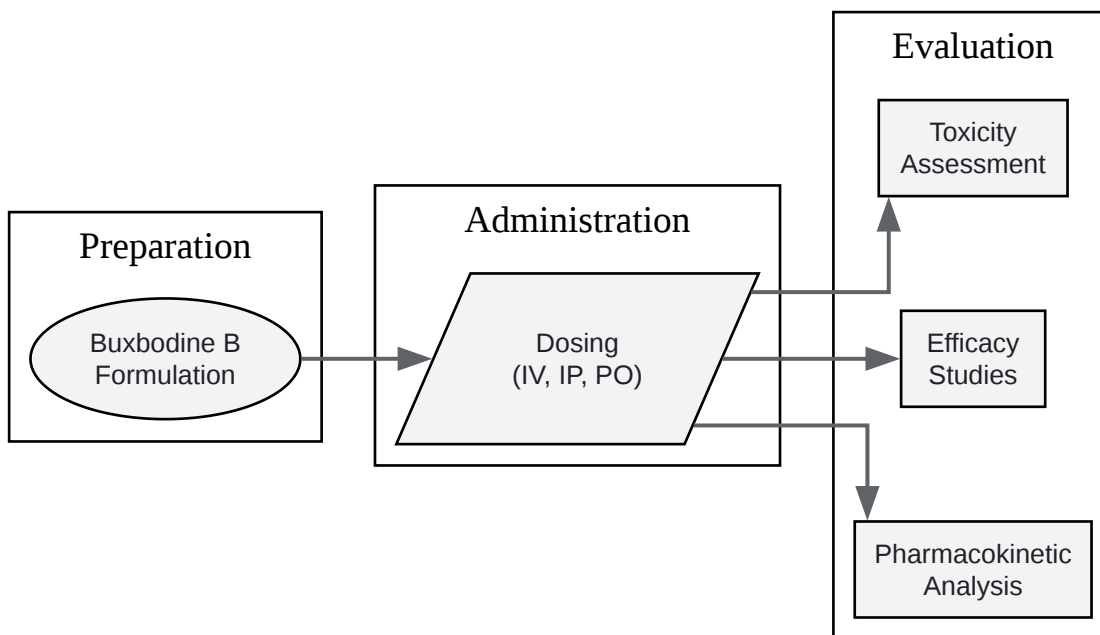 Preparation
Buxbodine B
Formulation
Administration
Dosing
(IV, IP, PO)
Evaluation
Toxicity
Assessment
Efficacy
Studies
Pharmacokinetic
Analysis